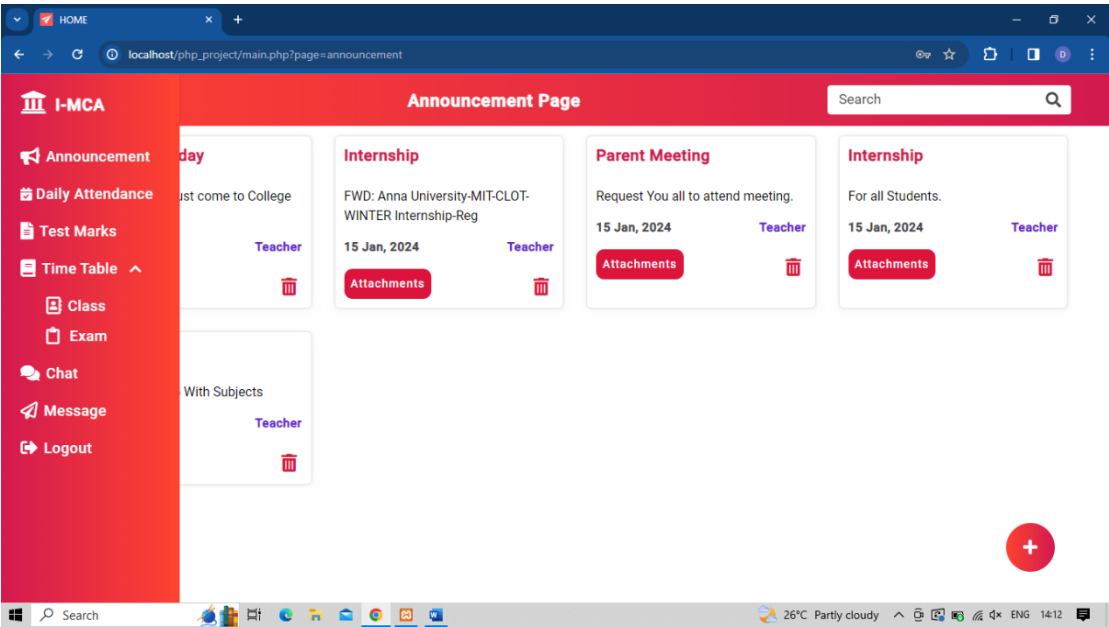 HOME
localhost/php_project/main.php?page=announcement
D
I-MCA
Announcement Page
Search
Announcement
Daily Attendance
Test Marks
Time Table
Class
Exam
Chat
Message
Logout
day
come to College
Teacher
Internship
FWD: Anna University-MIT-CLOT-
WINTER Internship-Reg
15 Jan, 2024 Teacher
Attachments
Parent Meeting
Request You all to attend meeting.
15 Jan, 2024 Teacher
Attachments
Internship
For all Students.
15 Jan, 2024 Teacher
Attachments
With Subjects
Teacher
+
Search
26°C Partly cloudy ENG 14:12